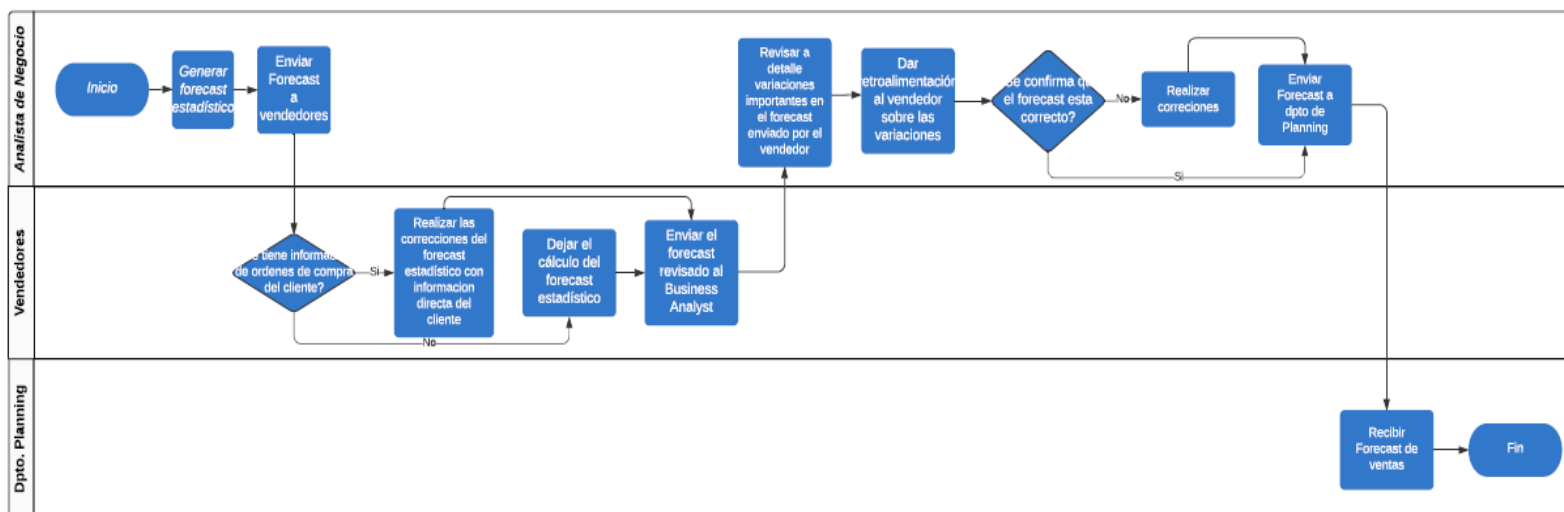 Analista de Negocio
Inicio
Generar
forecast
estadístico
Enviar
Forecast
a
vendedores
Revisar a
detalle
variaciones
importantes en
el forecast
enviado por el
vendedor
Dar
retroalimentación
al vendedor
sobre las
variaciones
se confirma
el forecast esta
correcto?
No
Si
Realizar
correciones
Enviar
Forecast a
dpto de
Planning
Vendedores
tiene
de ordenes de compra
del cliente?
Si
No
Realizar las
correcciones del
forecast
estadístico con
informacion
directa del
cliente
Dejar el
cálculo del
forecast
estadístico
Enviar el
forecast
revisado al
Business
Analyst
Dpto. Planning
Recibir
Forecast de
ventas
Fin